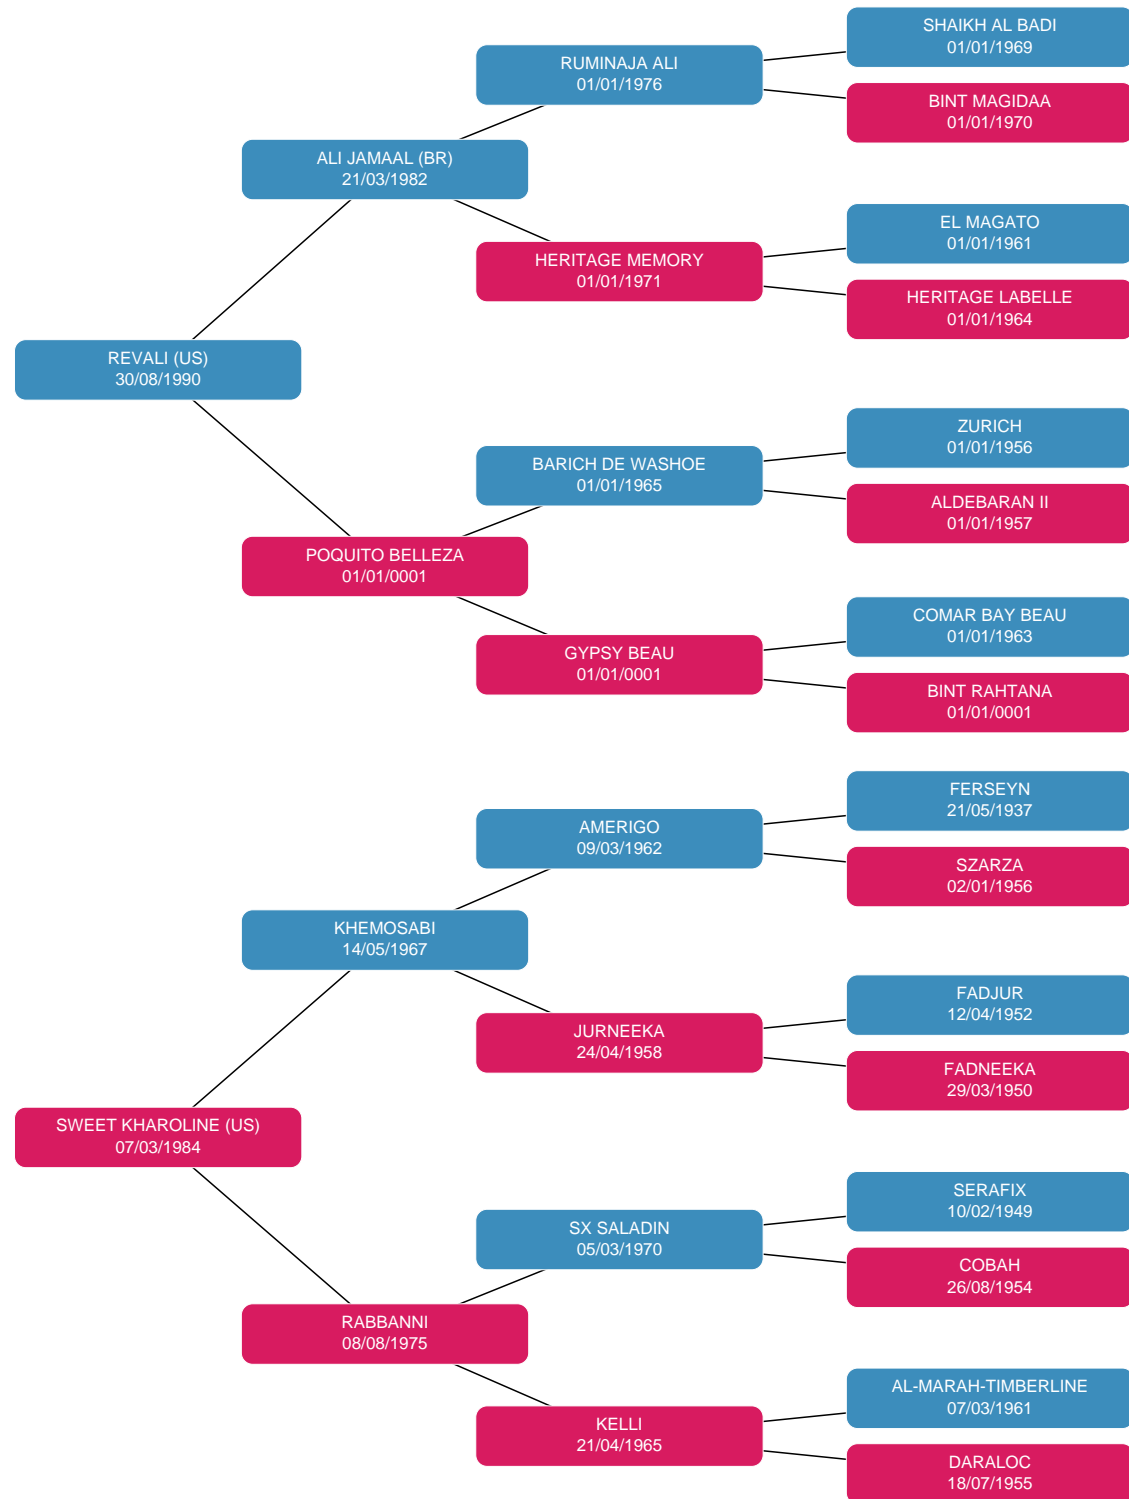 SHAIKH AL BADI
01/01/1969
RUMINAJA ALI
01/01/1976
BINT MAGIDAA
01/01/1970
ALI JAMAAL (BR)
21/03/1982
EL MAGATO
01/01/1961
HERITAGE MEMORY
01/01/1971
HERITAGE LABELLE
01/01/1964
REVALI (US)
30/08/1990
ZURICH
01/01/1956
BARICH DE WASHOE
01/01/1965
ALDEBARAN II
01/01/1957
POQUITO BELLEZA
01/01/0001
COMAR BAY BEAU
01/01/1963
GYPSY BEAU
01/01/0001
BINT RAHTANA
01/01/0001
FERSEYN
21/05/1937
AMERIGO
09/03/1962
SZARZA
02/01/1956
KHEMOSABI
14/05/1967
FADJUR
12/04/1952
JURNEEKA
24/04/1958
FADNEEKA
29/03/1950
SWEET KHAROLINE (US)
07/03/1984
SERAFIX
10/02/1949
SX SALADIN
05/03/1970
COBAH
26/08/1954
RABBANNI
08/08/1975
AL-MARAH-TIMBERLINE
07/03/1961
KELLI
21/04/1965
DARALOC
18/07/1955